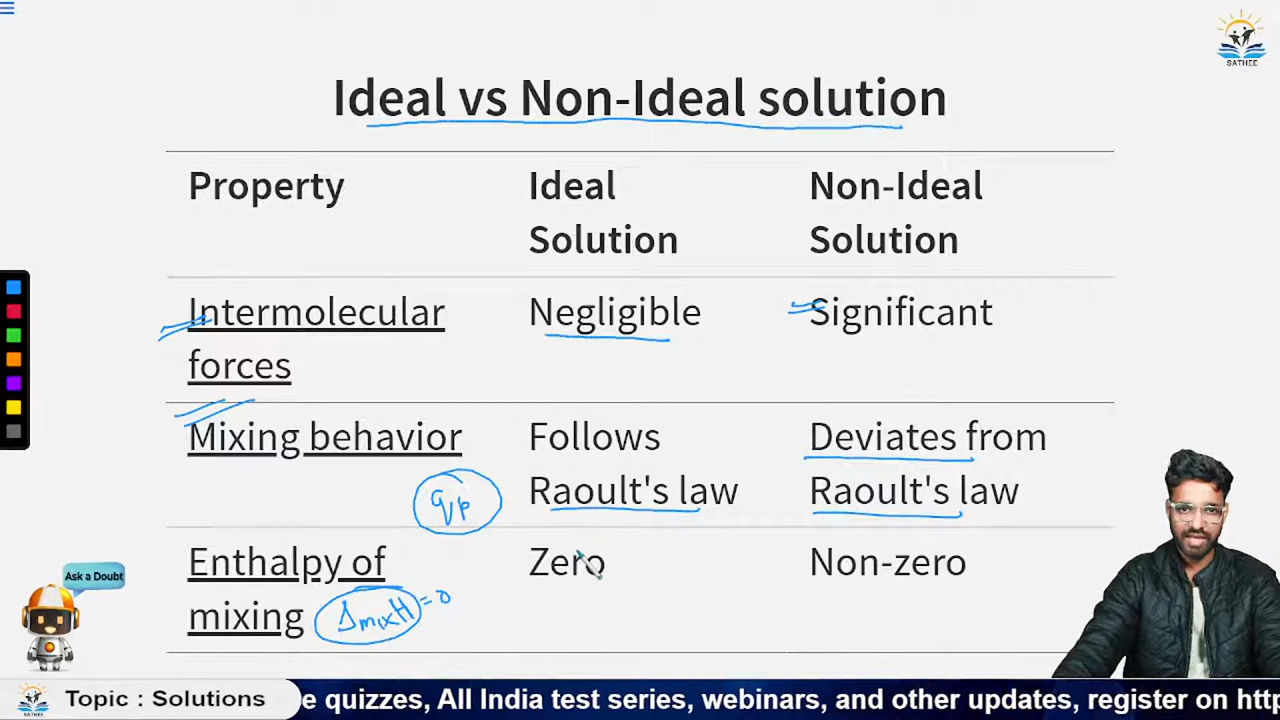 SATHEE
Ideal vs Non-Ideal solution
Property
Ideal Solution
Non-Ideal Solution
Intermolecular forces
Negligible
Significant
Mixing behavior
Follows Raoult's law
Deviates from Raoult's law
Enthalpy of mixing
ΔmixH = 0
Zero
Non-zero
Ask a Doubt
SATHEE
Topic : Solutions
e quizzes, All India test series, webinars, and other updates, register on http